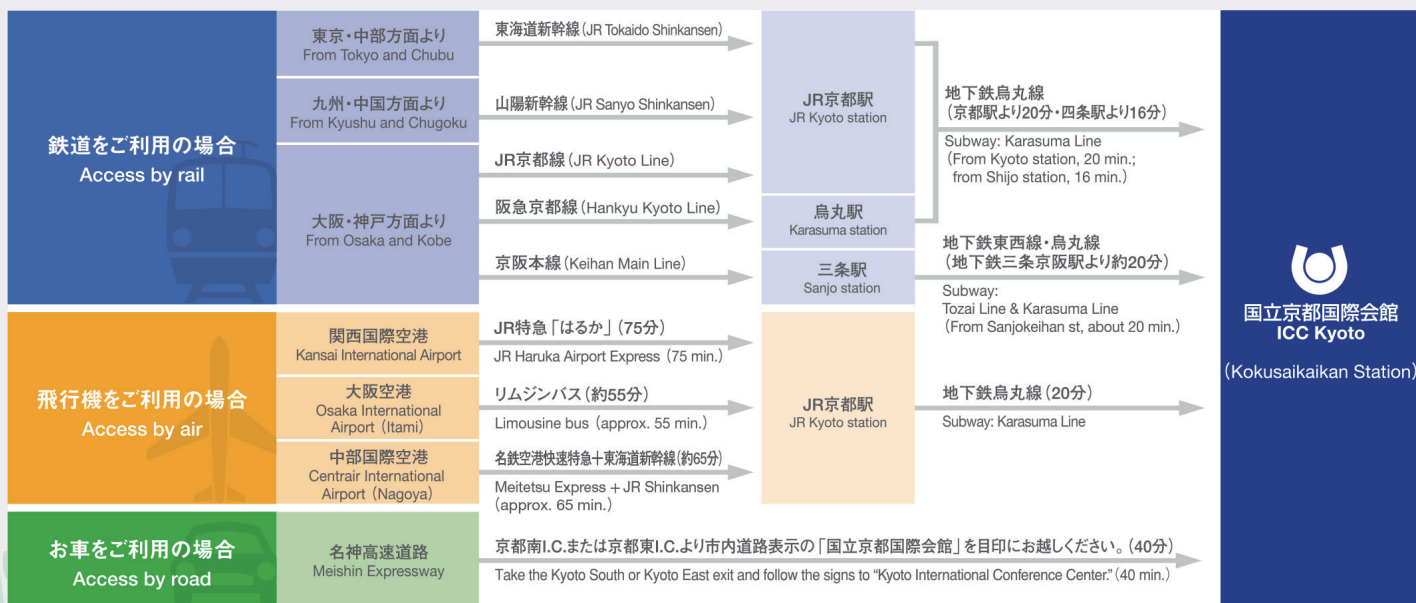 鉄道をご利用の場合
Access by rail
東京・中部方面より
From Tokyo and Chubu
東海道新幹線(JR Tokaido Shinkansen)
九州・中国方面より
From Kyushu and Chugoku
山陽新幹線(JR Sanyo Shinkansen)
大阪・神戸方面より
From Osaka and Kobe
JR京都線(JR Kyoto Line)
阪急京都線(Hankyu Kyoto Line)
京阪本線(Keihan Main Line)
JR京都駅
JR Kyoto station
烏丸駅
Karasuma station
三条駅
Sanjo station
地下鉄烏丸線
(京都駅より20分・四条駅より16分)
Subway: Karasuma Line
(From Kyoto station, 20 min.;
from Shijo station, 16 min.)
地下鉄東西線・烏丸線
(地下鉄三条京阪駅より約20分)
Subway:
Tozai Line & Karasuma Line
(From Sanjokeihan st, about 20 min.)
飛行機をご利用の場合
Access by air
関西国際空港
Kansai International Airport
JR特急「はるか」(75分)
JR Haruka Airport Express (75 min.)
大阪空港
Osaka International
Airport (Itami)
リムジンバス(約55分)
Limousine bus (approx. 55 min.)
中部国際空港
Centrair International
Airport (Nagoya)
名鉄空港快速特急+東海道新幹線(約65分)
Meitetsu Express + JR Shinkansen
(approx. 65 min.)
JR京都駅
JR Kyoto station
地下鉄烏丸線(20分)
Subway: Karasuma Line
お車をご利用の場合
Access by road
名神高速道路
Meishin Expressway
京都南I.C.または京都東I.C.より市内道路表示の「国立京都国際会館」を目印にお越しください。(40分)
Take the Kyoto South or Kyoto East exit and follow the signs to “Kyoto International Conference Center.” (40 min.)
国立京都国際会館
ICC Kyoto
(Kokusaikaikan Station)